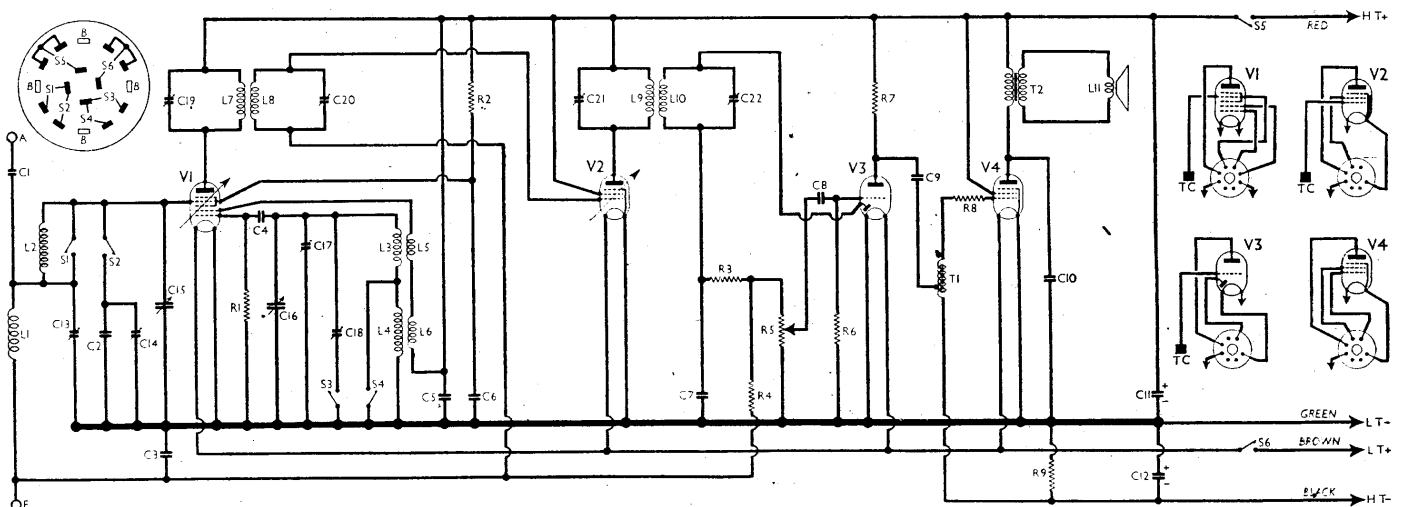 B
S5
S6
S1
B
B
S2
S3
S4
B
H T+
S5
RED
A
C1
C19
L7
L8
C20
R2
C21
L9
L10
C22
R7
T2
L11
V1
V2
V1
V2
V3
V4
TC
TC
C9
C8
R8
L2
S1
S2
C4
C17
L3
L5
C15
R1
C16
C18
L4
L6
L1
C13
C2
C14
S3
S4
C5
C6
R3
R5
R6
C7
R4
T1
C10
C11
+
-
V3
V4
TC
GREEN
L T-
S6
BROWN
L T+
C3
R9
C12
+
-
BLACK
H T-
E